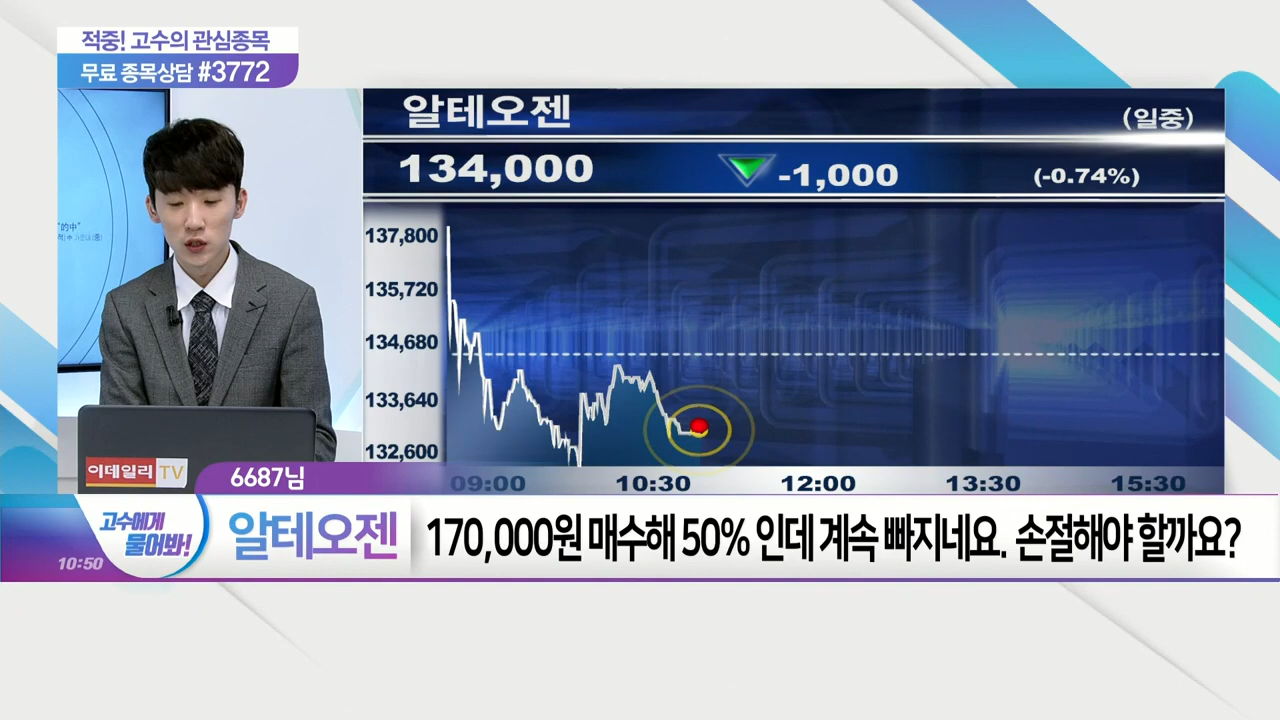 적중! 고수의 관심종목
무료 종목상담 #3772
"的中"
알테오젠
(일중)
134,000
-1,000
(-0.74%)
137,800
135,720
134,680
133,640
132,600
09:00
10:30
12:00
13:30
15:30
이데일리 TV
6687님
고수에게
물어봐!
10:50
알테오젠
170,000원 매수해 50% 인데 계속 빠지네요. 손절해야 할까요?